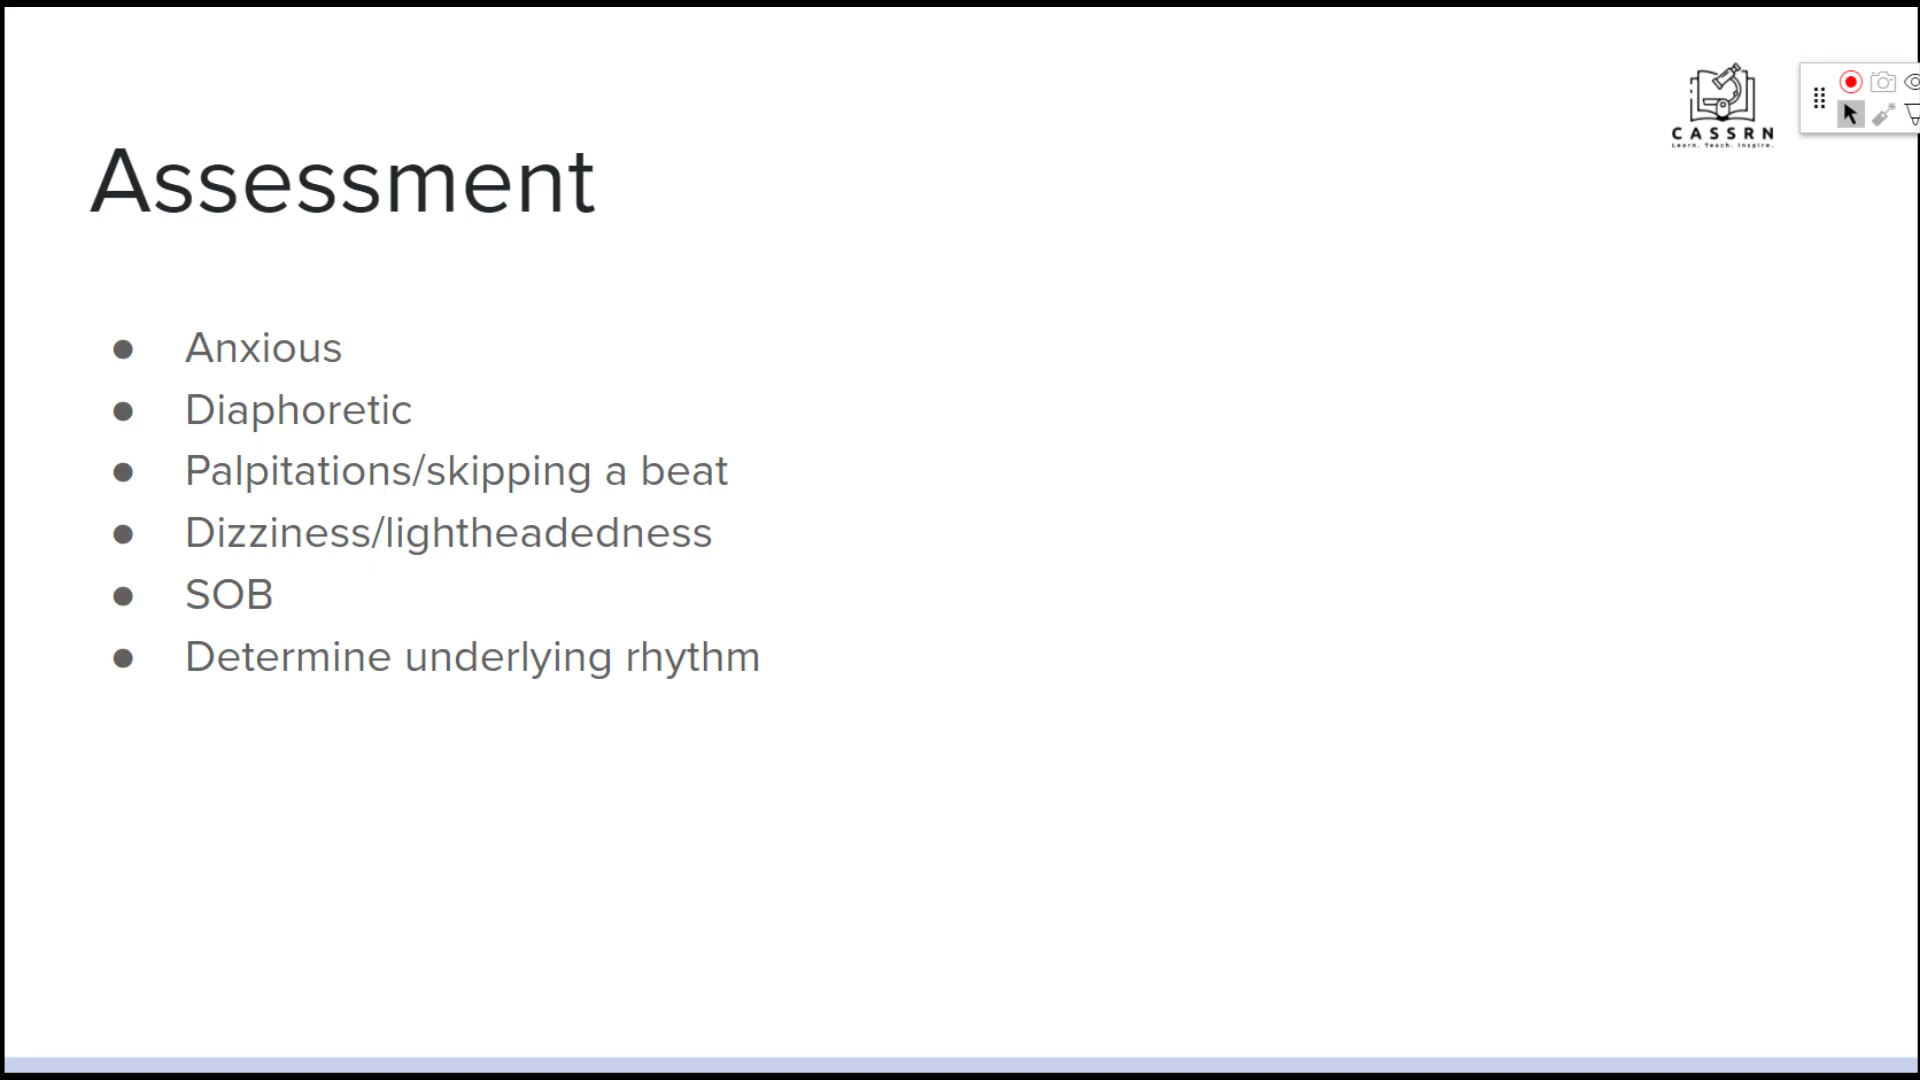 CASSRN
Learn. Teach. Inspire.
Assessment
● Anxious
● Diaphoretic
● Palpitations/skipping a beat
● Dizziness/lightheadedness
● SOB
● Determine underlying rhythm